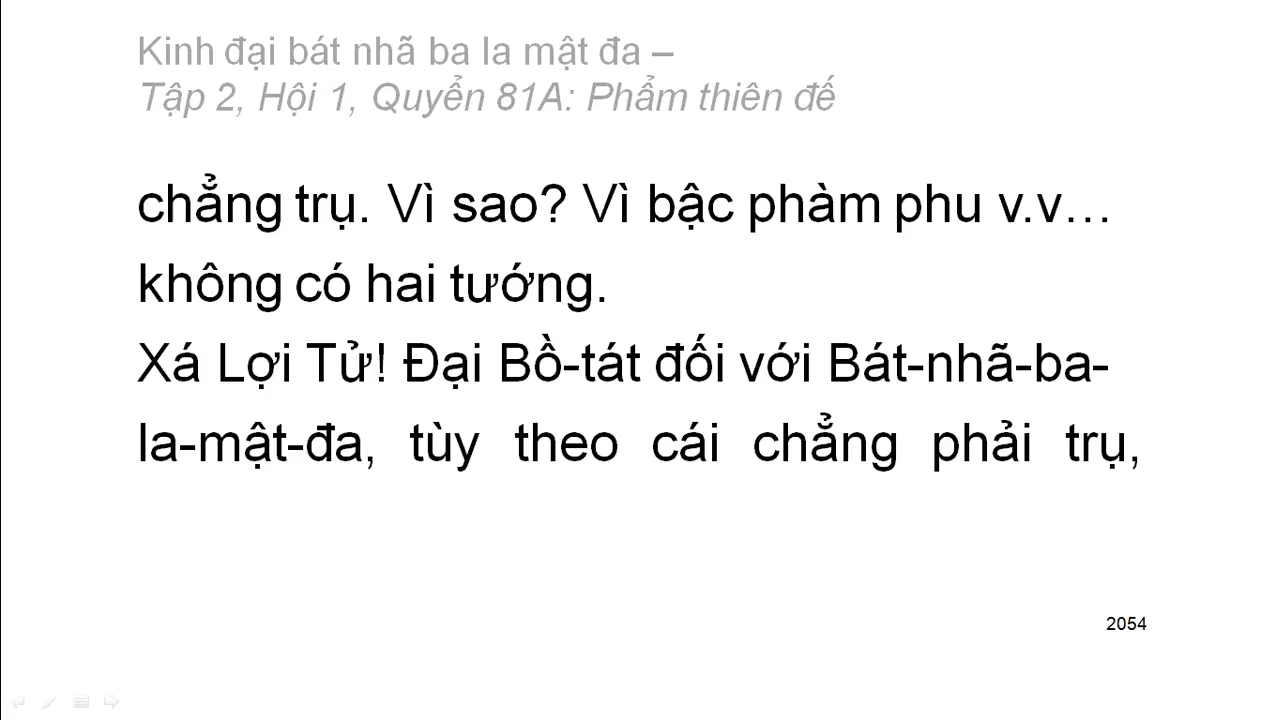 Kinh đại bát nhã ba la mật đa –
Tập 2, Hội 1, Quyển 81A: Phẩm thiên đế
chẳng trụ. Vì sao? Vì bậc phàm phu v.v…
không có hai tướng.
Xá Lợi Tử! Đại Bồ-tát đối với Bát-nhã-ba-
la-mật-đa, tùy theo cái chẳng phải trụ,
2054